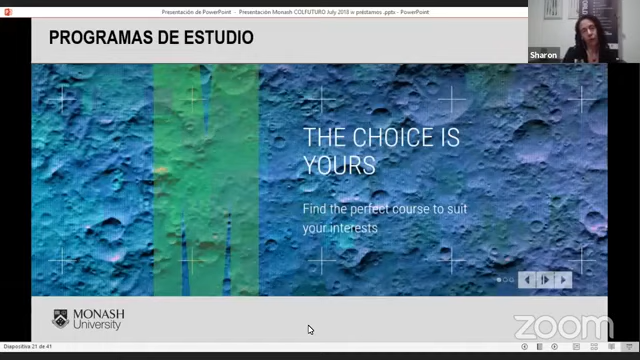 Presentación de PowerPoint - Presentación Monash COLFUTURO July 2018 w préstamos .pptx - PowerPoint
PROGRAMAS DE ESTUDIO
Sharon
THE CHOICE IS
YOURS
Find the perfect course to suit
your interests
MONASH
University
zoom
Diapositiva 21 de 41